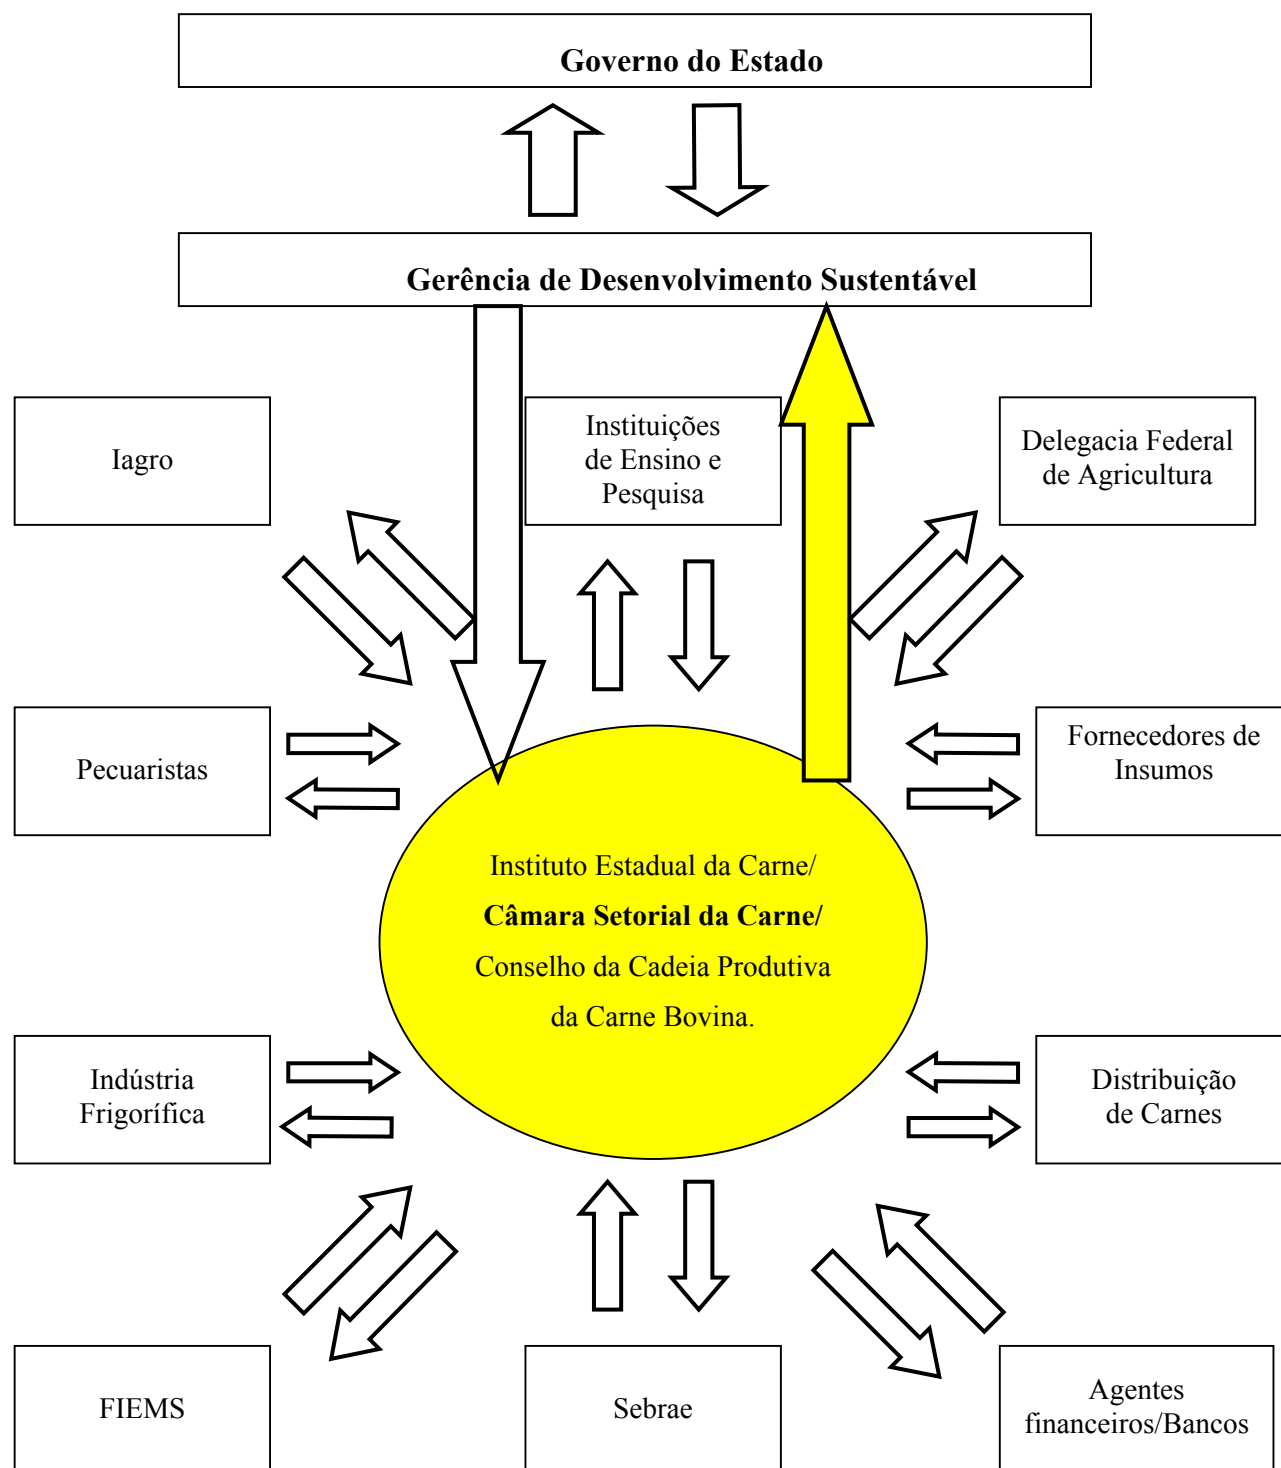 Governo do Estado
Gerência de Desenvolvimento Sustentável
Iagro
Instituições
de Ensino e
Pesquisa
Delegacia Federal
de Agricultura
Pecuaristas
Fornecedores de
Insumos
Instituto Estadual da Carne/
Câmara Setorial da Carne/
Conselho da Cadeia Produtiva
da Carne Bovina.
Indústria
Frigorífica
Distribuição
de Carnes
FIEMS
Sebrae
Agentes
financeiros/Bancos